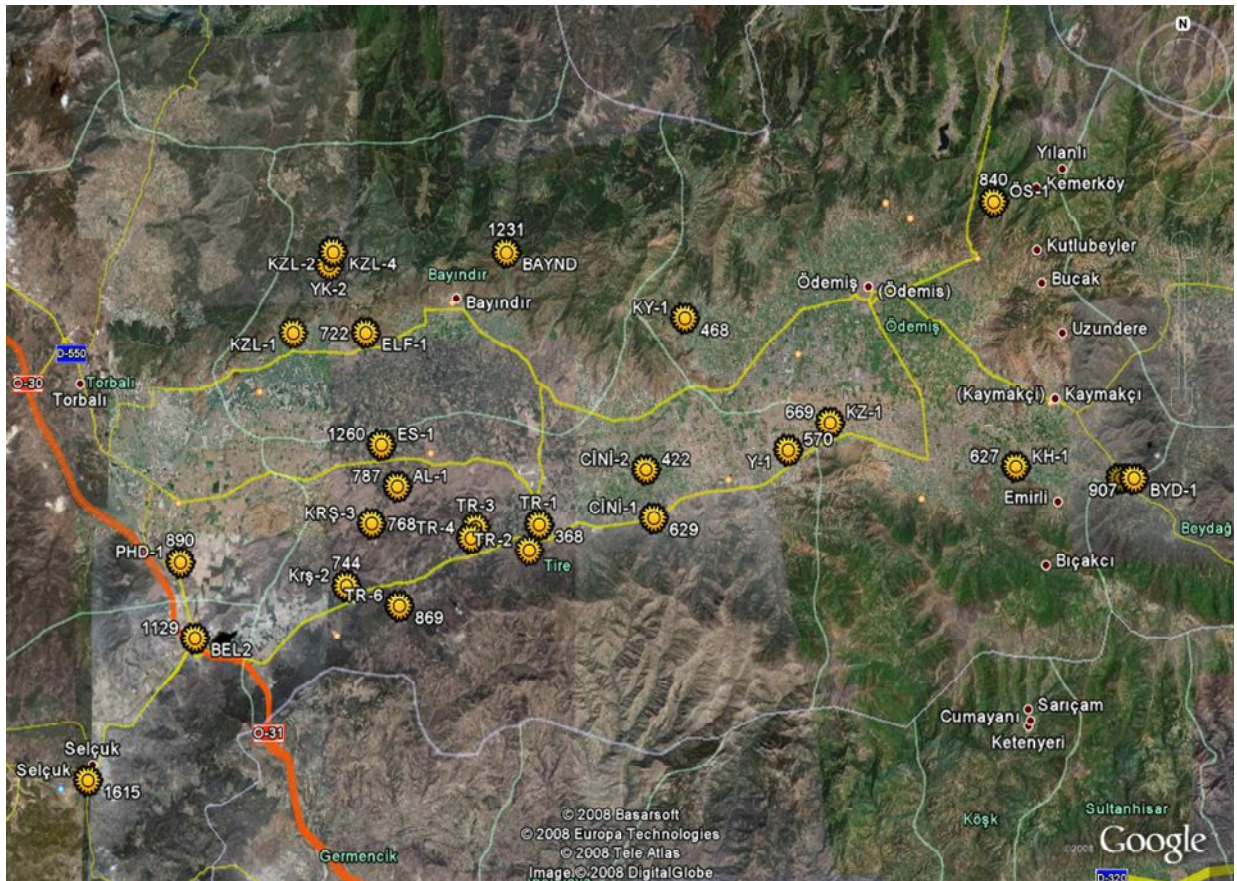 N
Yılanlı
840
Kemerköy
ÖS-1
1231
Kutlubeyler
KZL-2
KZL-4
BAYND
YK-2
Bayındır
Bucak
Ödemiş
(Ödemis)
Bayındır
KY-1
468
Ödemiş
Uzundere
KZL-1
722
ELF-1
D-550
O-30
Torbalı
Torbalı
(Kaymakçi)
Kaymakçı
669
KZ-1
1260
ES-1
570
Y-1
CİNİ-2
422
627
KH-1
787
AL-1
907
BYD-1
Emirli
KRŞ-3
768
TR-3
TR-4
TR-1
TR-2
368
CİNİ-1
629
Beydağ
890
PHD-1
Tire
Bıçakcı
744
Krş-2
TR-6
869
1129
BEL2
Sarıçam
Cumayanı
Ketenyeri
O-31
Selçuk
Selçuk
1615
Sultanhisar
Köşk
© 2008 Basarsoft
© 2008 Europa Technologies
© 2008 Tele Atlas
Image © 2008 DigitalGlobe
©2008 Google
Germencik
D-320